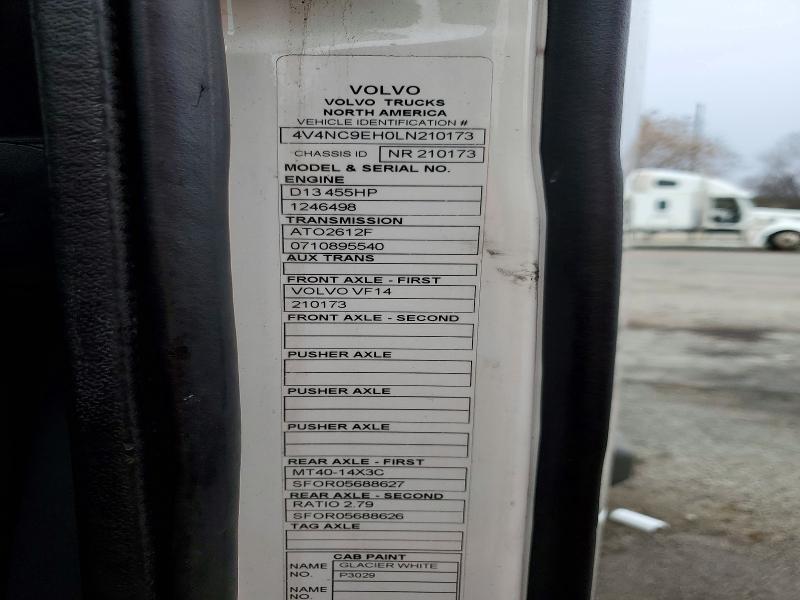 VOLVO
VOLVO TRUCKS
NORTH AMERICA
VEHICLE IDENTIFICATION #
4V4NC9EH0LN210173
CHASSIS ID NR 210173
MODEL & SERIAL NO.
ENGINE
D13 455HP
1246498
TRANSMISSION
ATO2612F
0710895540
AUX TRANS
FRONT AXLE - FIRST
VOLVO VF14
210173
FRONT AXLE - SECOND
PUSHER AXLE
PUSHER AXLE
PUSHER AXLE
REAR AXLE - FIRST
MT40-14X3C
SFOR05688627
REAR AXLE - SECOND
RATIO 2.79
SFOR05688626
TAG AXLE
CAB PAINT
NAME GLACIER WHITE
NO. P3029
NAME
NO.